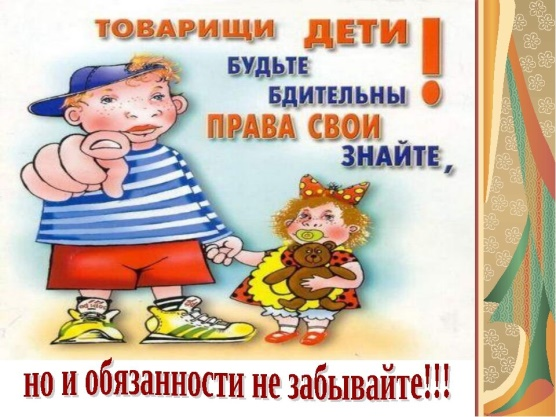 ТОВАРИЩИ ДЕТИ!
БУДЬТЕ
БДИТЕЛЬНЫ
ПРАВА СВОИ
ЗНАЙТЕ,
но и обязанности не забывайте!!!